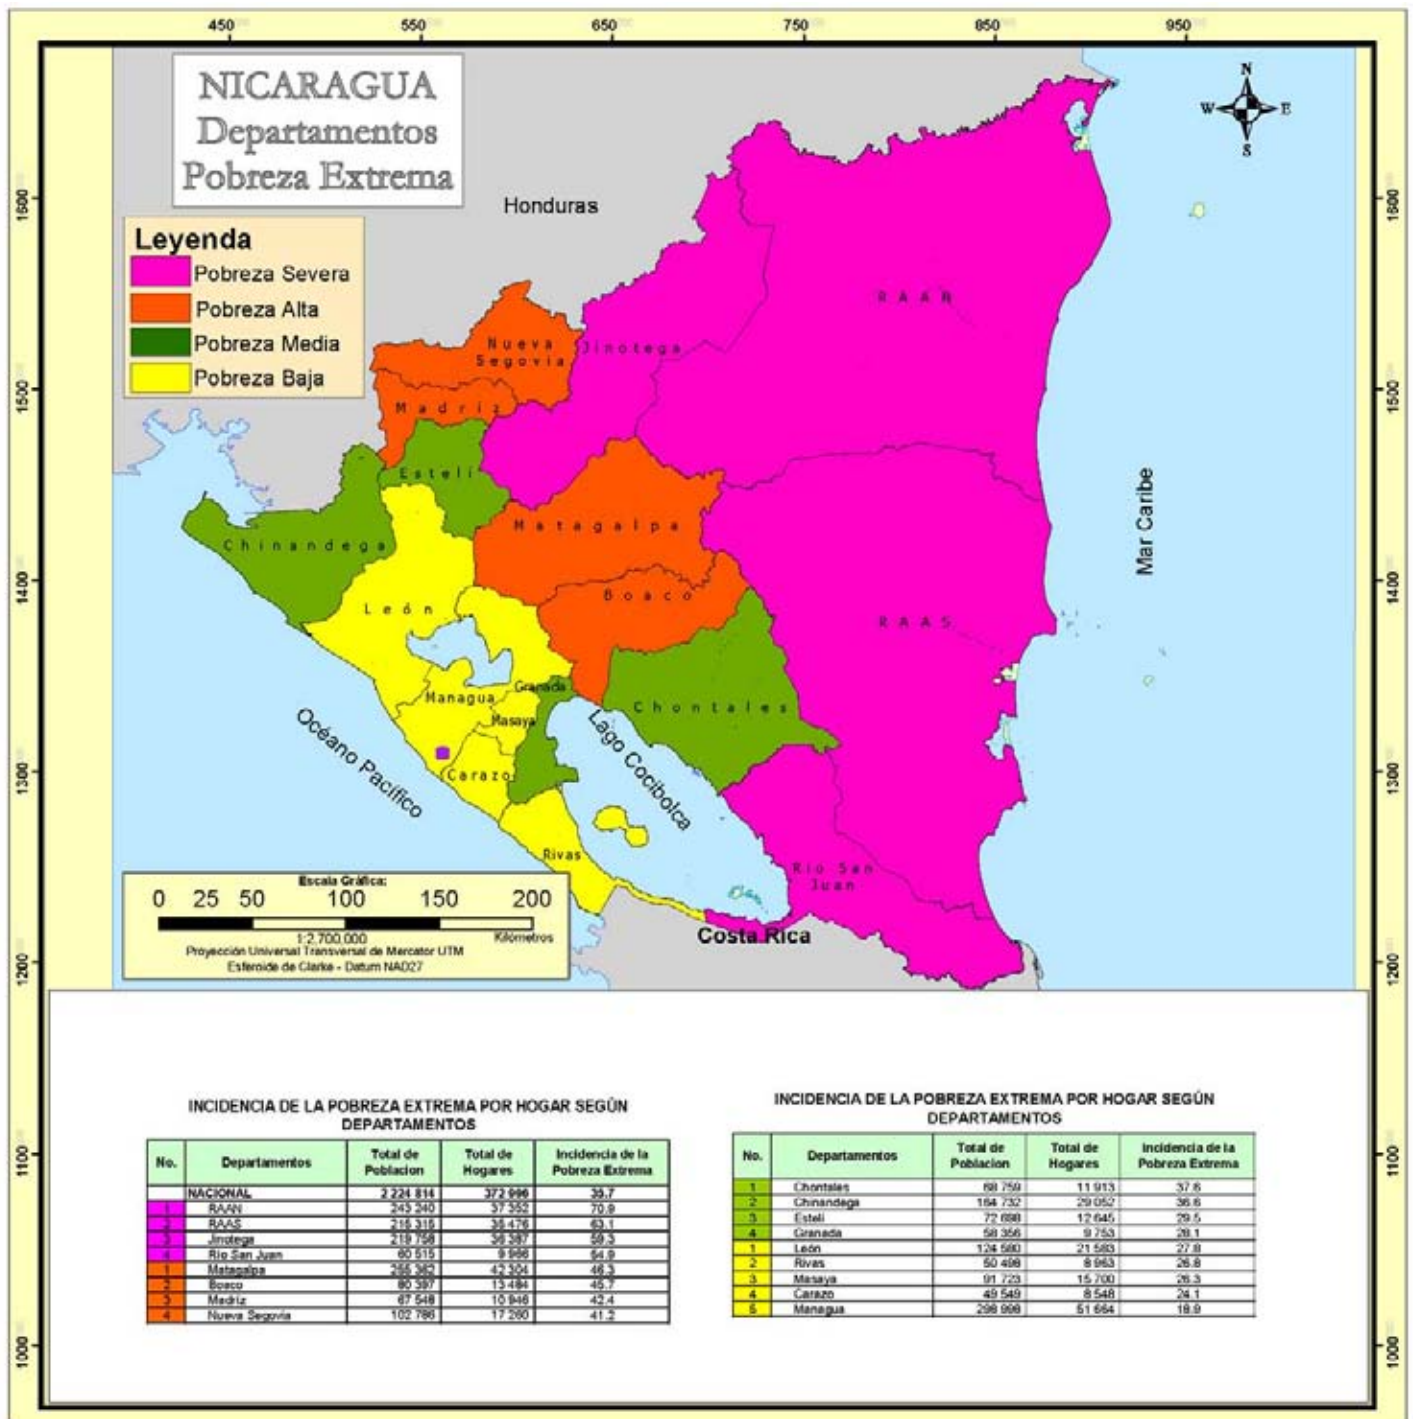 450 550 650 750 850 950
NICARAGUA
Departamentos
Pobreza Extrema
N
W E
S
Honduras
1600 1600
Leyenda
Pobreza Severa
Pobreza Alta
Pobreza Media
Pobreza Baja
RAAN
Nueva
Segovia
Jinotega
1500 1500
Madríz
Estelí
Mar Caribe
Matagalpa
Chinandega
1400 1400
León
Boaco
RAAS
Granada
Managua
Chontales
Masaya
Océano Pacífico
Lago Cocibolca
Carazo
1300 1300
Rivas
Rio San
Juan
Costa Rica
Escala Gráfica:
0 25 50 100 150 200
1:2,700,000 Kilómetros
Proyección Universal Transversal de Mercator UTM
Esferoide de Clarke - Datum NAD27
1200 1200
INCIDENCIA DE LA POBREZA EXTREMA POR HOGAR SEGÚN
DEPARTAMENTOS
No. Departamentos Total de Poblacion Total de Hogares Incidencia de la Pobreza Extrema
NACIONAL 2 224 814 372 996 35.7
1 RAAN 243 240 37 352 70.9
2 RAAS 215 315 35 476 63.1
3 Jinotega 219 758 36 387 59.3
4 Rio San Juan 60 515 9 966 54.9
1 Matagalpa 255 362 42 304 46.3
2 Boaco 80 397 13 484 45.7
3 Madriz 67 548 10 946 42.4
4 Nueva Segovia 102 786 17 260 41.2
INCIDENCIA DE LA POBREZA EXTREMA POR HOGAR SEGÚN
DEPARTAMENTOS
No. Departamentos Total de Poblacion Total de Hogares Incidencia de la Pobreza Extrema
1 Chontales 68 759 11 913 37.6
2 Chinandega 164 732 29 052 36.6
3 Estelí 72 698 12 645 29.5
4 Granada 58 356 9 753 28.1
1 León 124 580 21 583 27.8
2 Rivas 50 498 8 963 26.8
3 Masaya 91 723 15 700 26.3
4 Carazo 49 549 8 548 24.1
5 Managua 298 998 51 664 18.9
1100 1100
1000 1000